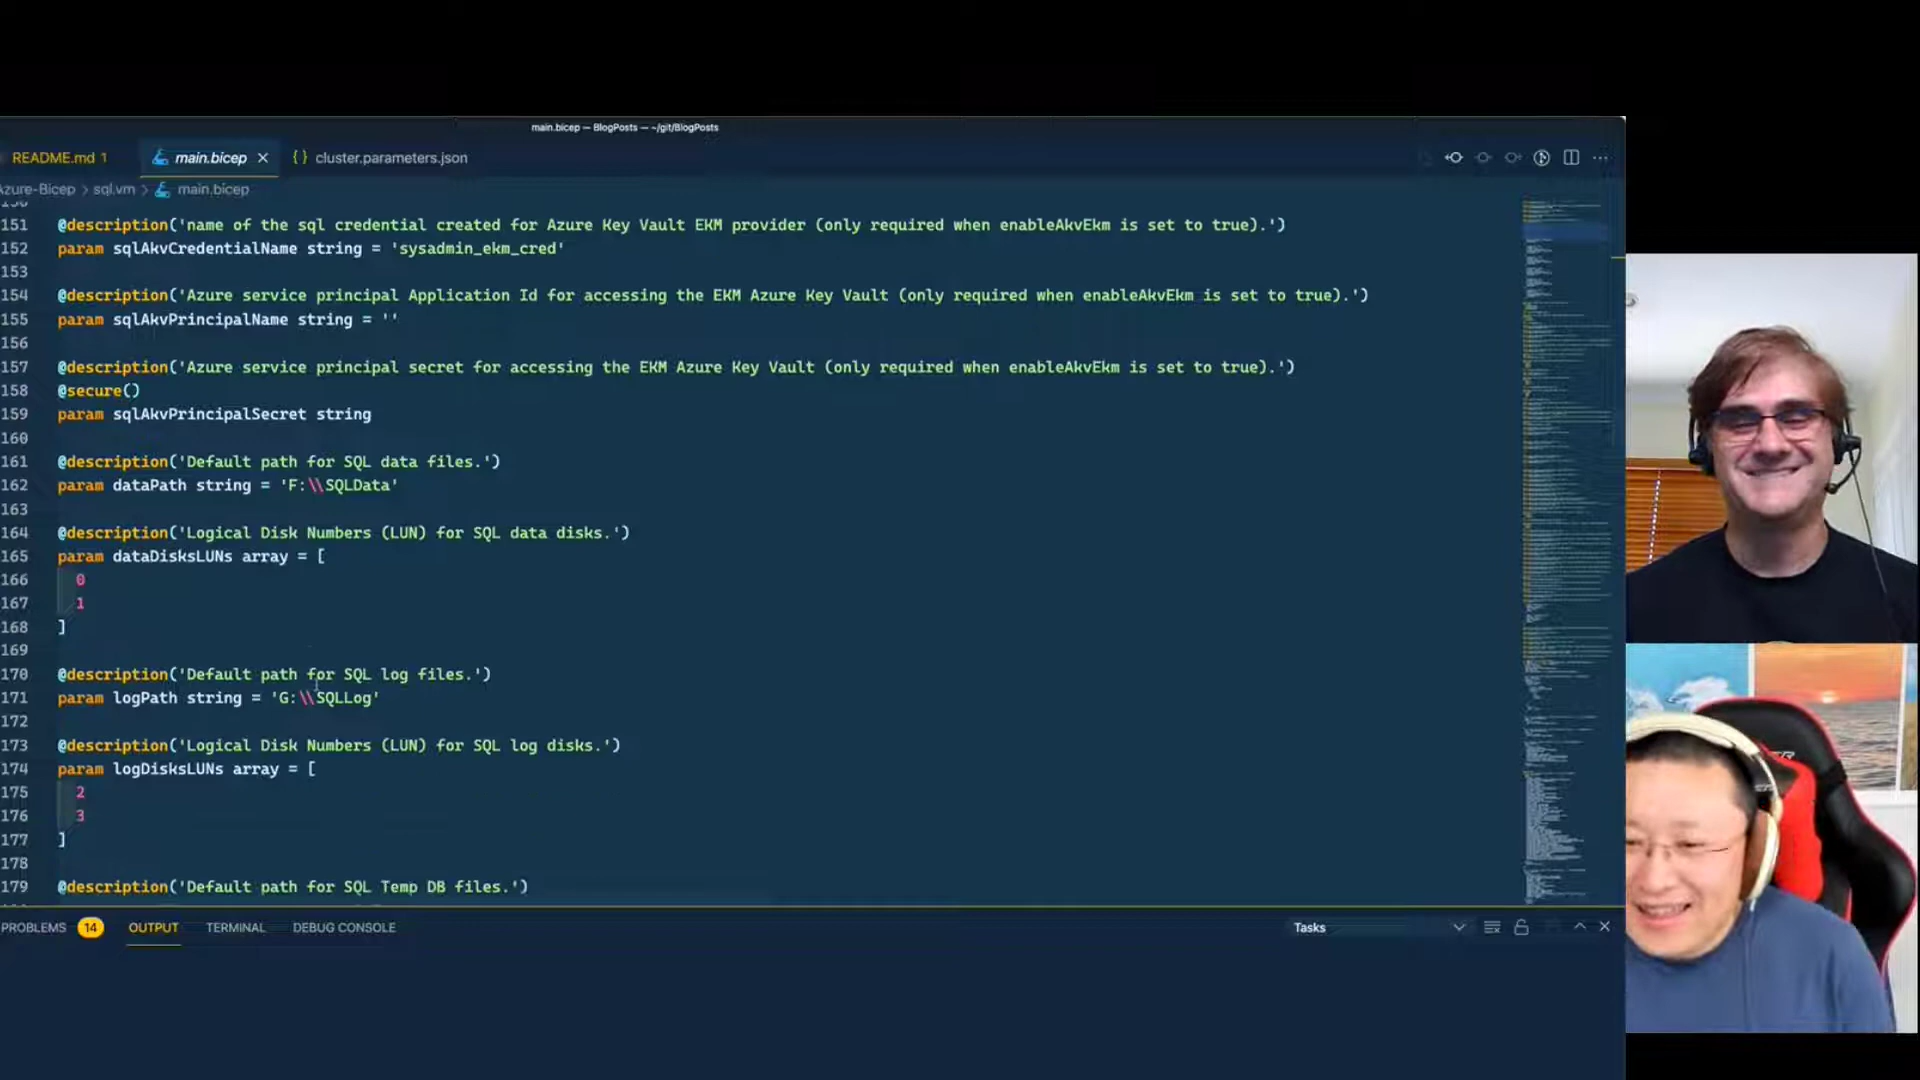 main.bicep — BlogPosts — ~/git/BlogPosts
README.md 1
main.bicep
{ } cluster.parameters.json
Azure-Bicep > sql.vm > main.bicep
151 @description('name of the sql credential created for Azure Key Vault EKM provider (only required when enableAkvEkm is set to true).')
152 param sqlAkvCredentialName string = 'sysadmin_ekm_cred'
153
154 @description('Azure service principal Application Id for accessing the EKM Azure Key Vault (only required when enableAkvEkm is set to true).')
155 param sqlAkvPrincipalName string = ''
156
157 @description('Azure service principal secret for accessing the EKM Azure Key Vault (only required when enableAkvEkm is set to true).')
158 @secure()
159 param sqlAkvPrincipalSecret string
160
161 @description('Default path for SQL data files.')
162 param dataPath string = 'F:\\SQLData'
163
164 @description('Logical Disk Numbers (LUN) for SQL data disks.')
165 param dataDisksLUNs array = [
166 0
167 1
168 ]
169
170 @description('Default path for SQL log files.')
171 param logPath string = 'G:\\SQLLog'
172
173 @description('Logical Disk Numbers (LUN) for SQL log disks.')
174 param logDisksLUNs array = [
175 2
176 3
177 ]
178
179 @description('Default path for SQL Temp DB files.')
PROBLEMS 14 OUTPUT TERMINAL DEBUG CONSOLE
Tasks